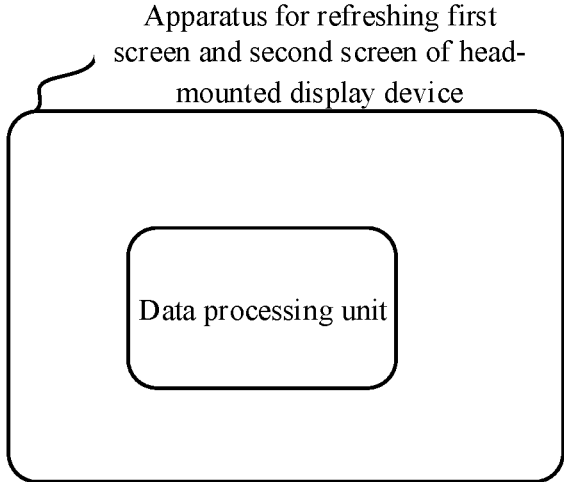 Apparatus for refreshing first
screen and second screen of head-
mounted display device
Data processing unit